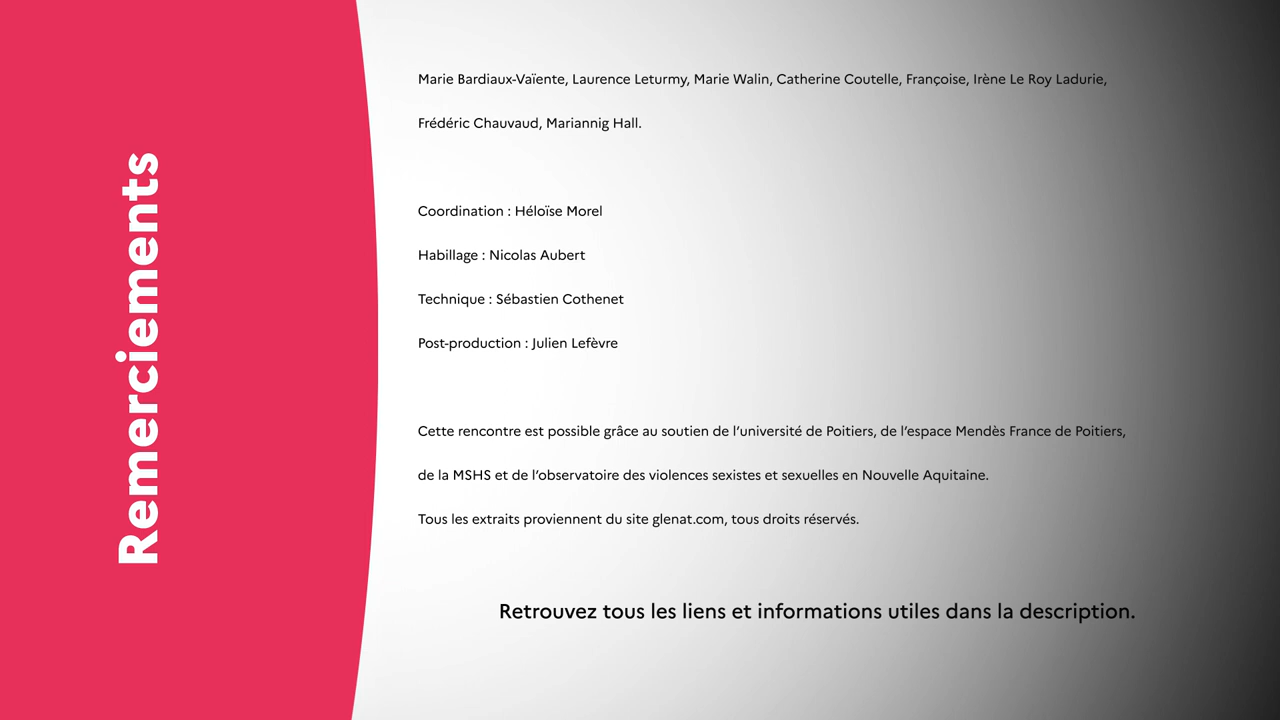 Remerciements
Marie Bardiaux-Vaïente, Laurence Leturmy, Marie Walin, Catherine Coutelle, Françoise, Irène Le Roy Ladurie,
Frédéric Chauvaud, Mariannig Hall.
Coordination : Héloïse Morel
Habillage : Nicolas Aubert
Technique : Sébastien Cothenet
Post-production : Julien Lefèvre
Cette rencontre est possible grâce au soutien de l’université de Poitiers, de l’espace Mendès France de Poitiers,
de la MSHS et de l’observatoire des violences sexistes et sexuelles en Nouvelle Aquitaine.
Tous les extraits proviennent du site glenat.com, tous droits réservés.
Retrouvez tous les liens et informations utiles dans la description.